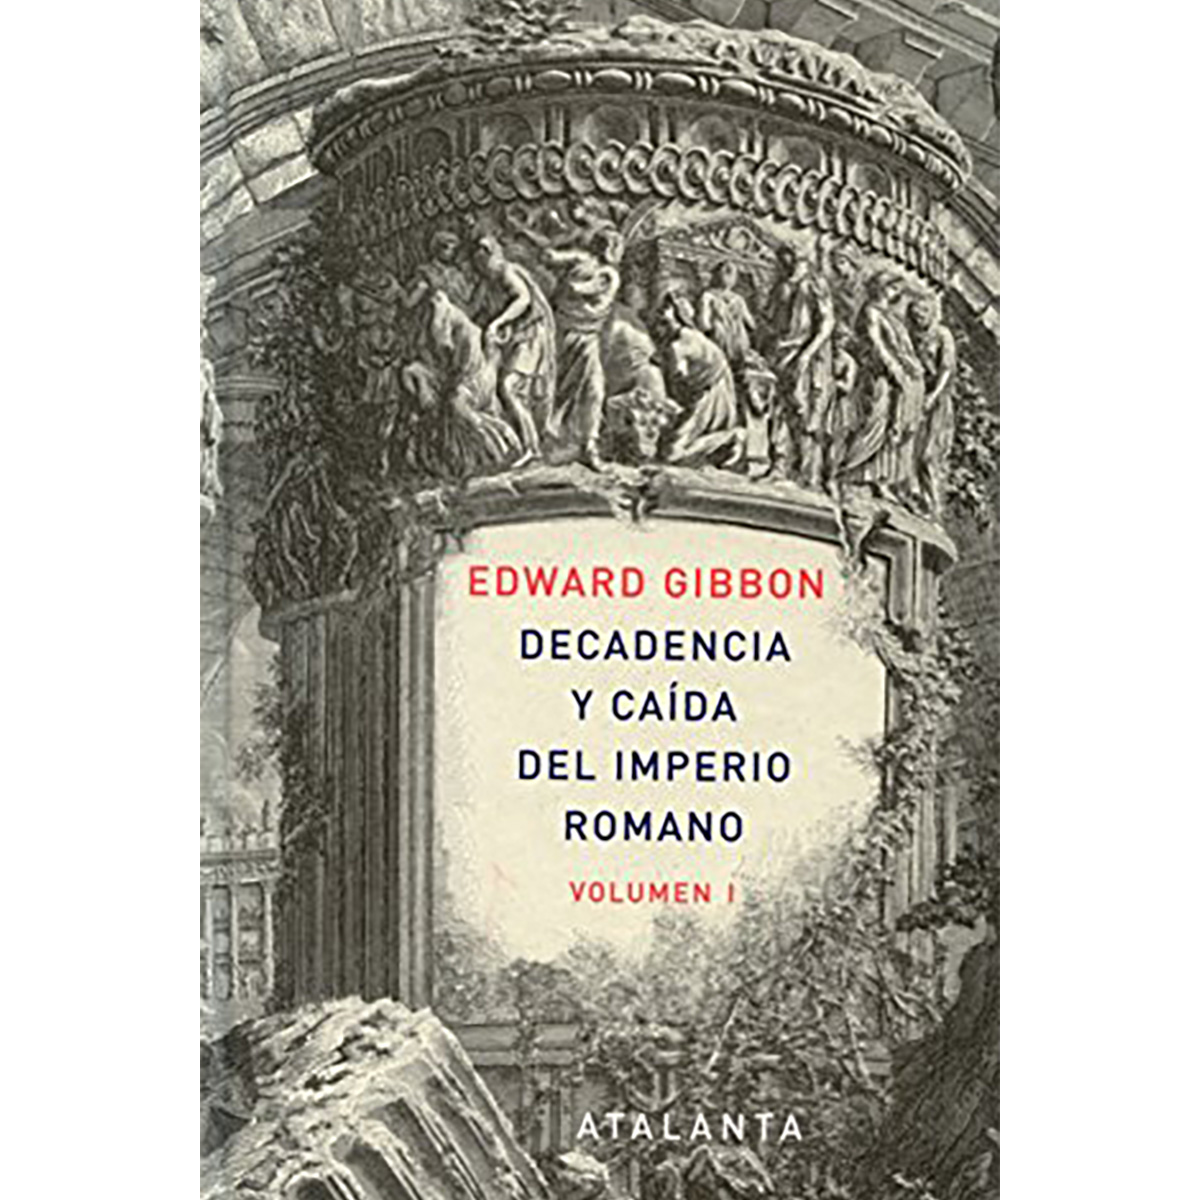 EDWARD GIBBON
DECADENCIA
Y CAÍDA
DEL IMPERIO
ROMANO
VOLUMEN I
ATALANTA